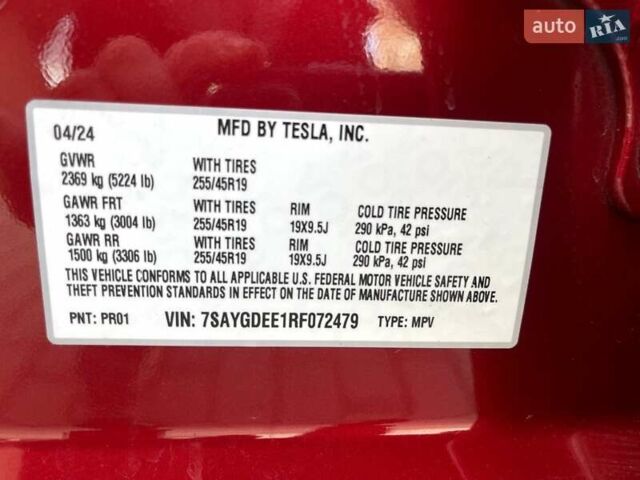 auto RIA.com
04/24 MFD BY TESLA, INC.
GVWR WITH TIRES
2369 kg (5224 lb) 255/45R19
GAWR FRT WITH TIRES RIM COLD TIRE PRESSURE
1363 kg (3004 lb) 255/45R19 19X9.5J 290 kPa, 42 psi
GAWR RR WITH TIRES RIM COLD TIRE PRESSURE
1500 kg (3306 lb) 255/45R19 19X9.5J 290 kPa, 42 psi
THIS VEHICLE CONFORMS TO ALL APPLICABLE U.S. FEDERAL MOTOR VEHICLE SAFETY AND
THEFT PREVENTION STANDARDS IN EFFECT ON THE DATE OF MANUFACTURE SHOWN ABOVE.
PNT: PR01 VIN: 7SAYGDEE1RF072479 TYPE: MPV